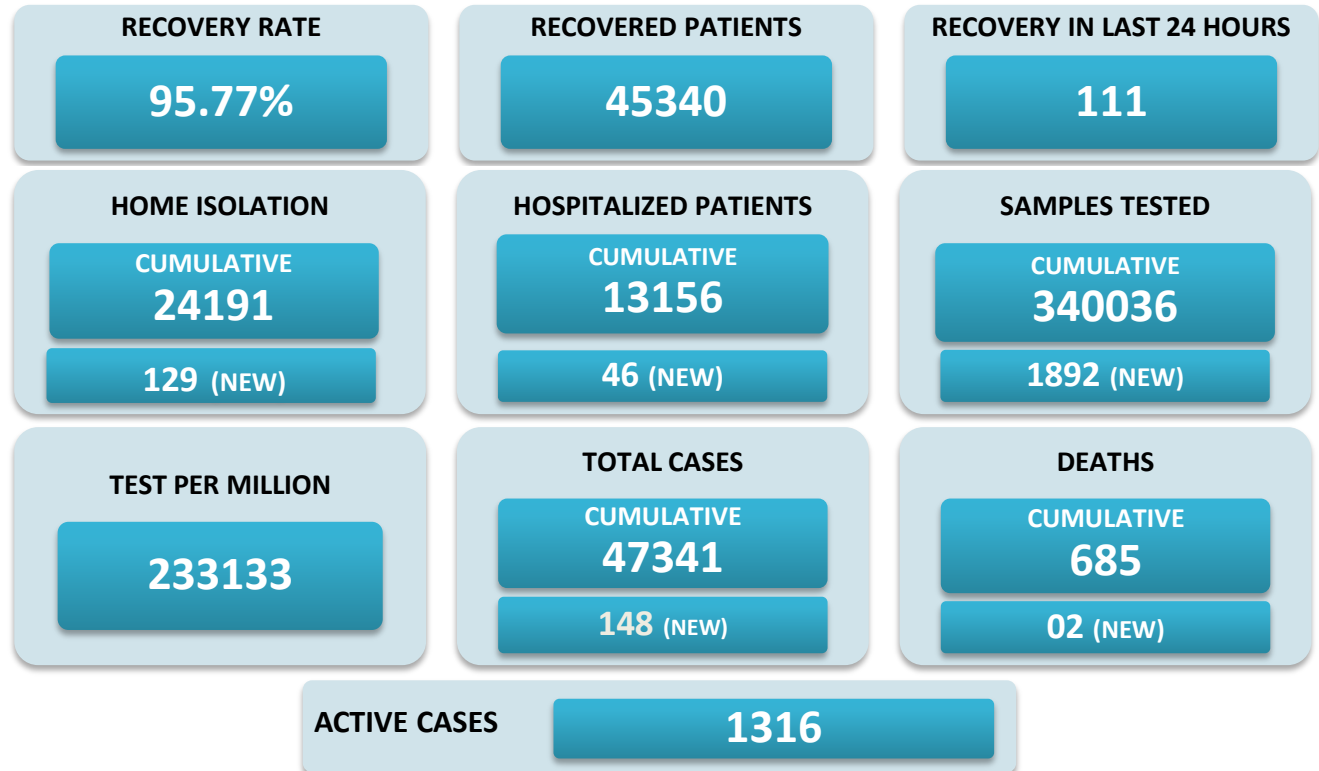 RECOVERY RATE
95.77%
RECOVERED PATIENTS
45340
RECOVERY IN LAST 24 HOURS
111
HOME ISOLATION
CUMULATIVE
24191
129 (NEW)
HOSPITALIZED PATIENTS
CUMULATIVE
13156
46 (NEW)
SAMPLES TESTED
CUMULATIVE
340036
1892 (NEW)
TEST PER MILLION
233133
TOTAL CASES
CUMULATIVE
47341
148 (NEW)
DEATHS
CUMULATIVE
685
02 (NEW)
ACTIVE CASES
1316